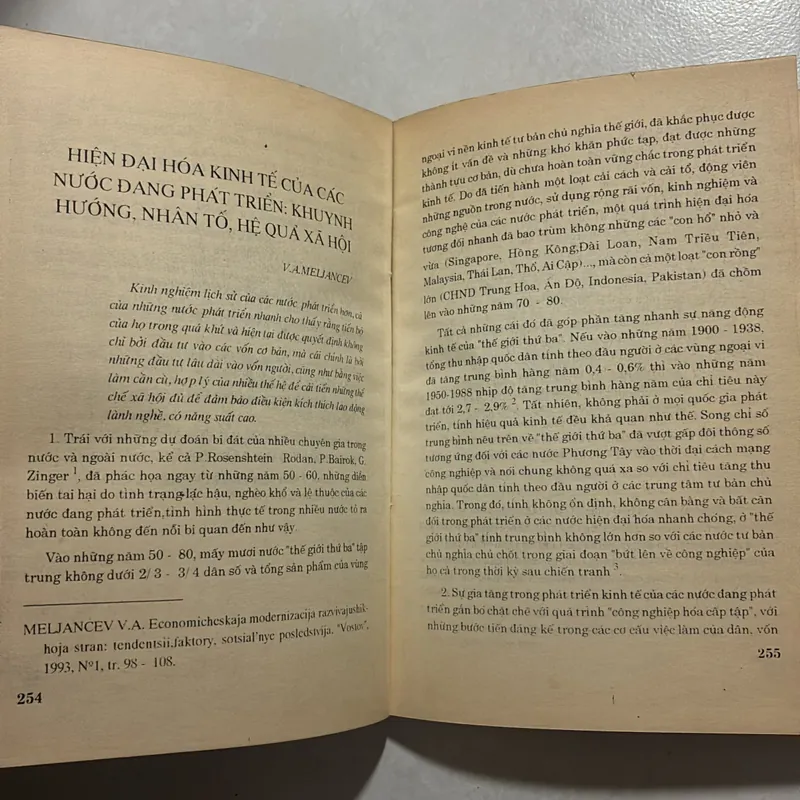 HIỆN ĐẠI HÓA KINH TẾ CỦA CÁC
NƯỚC ĐANG PHÁT TRIỂN: KHUYNH
HƯỚNG, NHÂN TỐ, HỆ QUẢ XÃ HỘI
V.A.MELJANCEV
Kinh nghiệm lịch sử của các nước phát triển hơn, cả
của những nước phát triển nhanh cho thấy rằng tiến bộ
của họ trong quá khứ và hiện tại được quyết định không
chỉ bởi đầu tư vào các vốn cơ bản, mà cái chính là bởi
những đầu tư lâu dài vào vốn người, cũng như bằng việc
làm cần cù, hợp lý của nhiều thế hệ để cải tiến những thể
chế xã hội đủ để đảm bảo điều kiện kích thích lao động
lành nghề, có năng suất cao.
1. Trái với những dự đoán bi đát của nhiều chuyên gia trong
nước và ngoài nước, kể cả P.Rosenshtein Rodan, P.Bairok, G.
Zinger 1, đã phác họa ngay từ những năm 50 - 60, những diễn
biến tai hại do tình trạng lạc hậu, nghèo khổ và lệ thuộc của các
nước đang phát triển,tình hình thực tế trong nhiều nước tỏ ra
hoàn toàn không đến nỗi bi quan đến như vậy.
Vào những năm 50 - 80, mấy mươi nước "thế giới thứ ba" tập
trung không dưới 2/3 - 3/4 dân số và tổng sản phẩm của vùng
MELJANCEV V.A. Economicheskaja modernizacija razvivajushik-
hoja stran: tendentsii,faktory, sotsial'nye posledstvija. "Vostov",
1993, Nº1, tr. 98 - 108.
254
ngoại vi nền kinh tế tư bản chủ nghĩa thế giới, đã khắc phục được
không ít vấn đề và những khó khăn phức tạp, đạt được những
thành tựu cơ bản, dù chưa hoàn toàn vững chắc trong phát triển
kinh tế. Do đã tiến hành một loạt cải cách và cải tổ, động viên
những nguồn trong nước, sử dụng rộng rãi vốn, kinh nghiệm và
công nghệ của các nước phát triển, một quá trình hiện đại hóa
tương đối nhanh đã bao trùm không những các "con hổ" nhỏ và
vừa (Singapore, Hồng Kông,Đài Loan, Nam Triều Tiên,
Malaysia, Thái Lan, Thổ, Ai Cập)..., mà còn cả một loạt "con rồng"
lớn (CHND Trung Hoa, Ấn Độ, Indonesia, Pakistan) đã chồm
lên vào những năm 70 - 80.
Tất cả những cái đó đã góp phần tăng nhanh sự năng động
kinh tế của "thế giới thứ ba". Nếu vào những năm 1900 - 1938,
tổng thu nhập quốc dân tính theo đầu người ở các vùng ngoại vi
đã tăng trung bình hàng năm 0,4 - 0,6% thì vào những năm
1950-1988 nhịp độ tăng trung bình hàng năm của chỉ tiêu này
đạt tới 2,7 - 2,9% 2. Tất nhiên, không phải ở mọi quốc gia phát
triển, tính hiệu quả kinh tế đều khả quan như thế. Song chỉ số
trung bình nêu trên về "thế giới thứ ba" đã vượt gấp đôi thông số
tương ứng đối với các nước Phương Tây vào thời đại cách mạng
công nghiệp và nói chung không quá xa so với chỉ tiêu tăng thu
nhập quốc dân tính theo đầu người ở các trung tâm tư bản chủ
nghĩa. Trong đó, tính không ổn định, không cân bằng và bất cân
đối trong phát triển ở các nước hiện đại hóa nhanh chóng, ở "thế
giới thứ ba" tính trung bình không lớn hơn so với các nước tư bản
chủ nghĩa chủ chốt trong giai đoạn "bứt lên về công nghiệp" của
họ cả trong thời kỳ sau chiến tranh 3.
2. Sự gia tăng trong phát triển kinh tế của các nước đang phát
triển gắn bó chặt chẽ với quá trình "công nghiệp hóa cấp tập", với
những bước tiến đáng kể trong các cơ cấu việc làm của dân, vốn
255